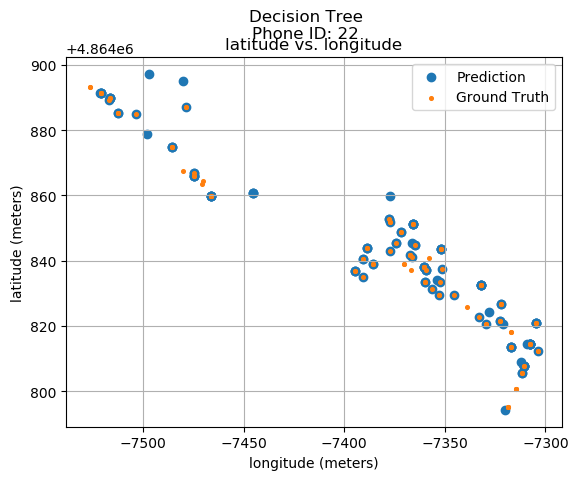 Decision Tree
Phone ID: 22
latitude vs. longitude
+4.864e6
900
880
860
840
820
800
latitude (meters)
Prediction
Ground Truth
−7500
−7450
−7400
−7350
−7300
longitude (meters)